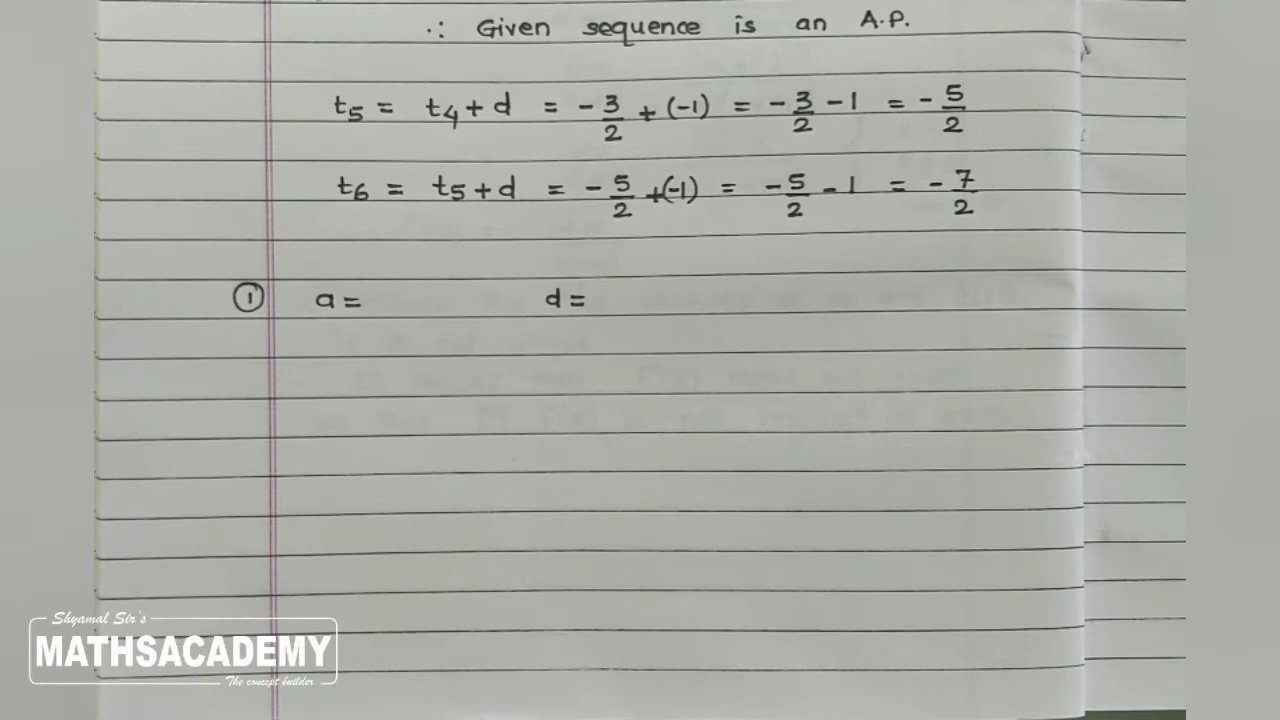 ∴ Given sequence is an A.P.
t5 = t4 + d = -3/2 + (-1) = -3/2 - 1 = -5/2
t6 = t5 + d = -5/2 + (-1) = -5/2 - 1 = -7/2
① a = d =
Shyamal Sir's
MATHSACADEMY
The concept builder